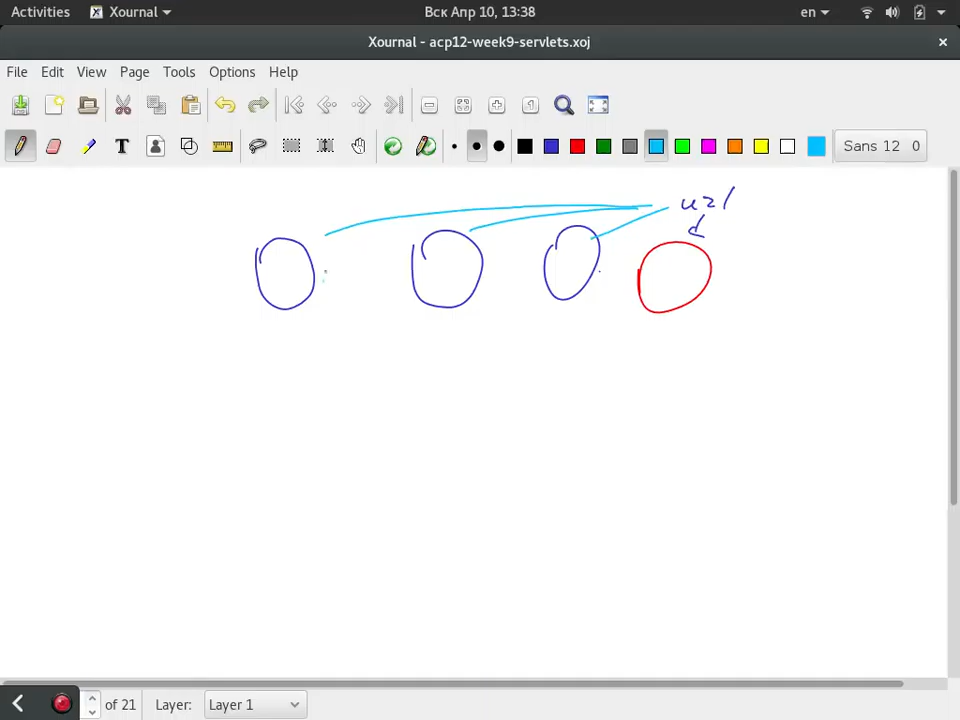 Activities Xournal Вск Апр 10, 13:38 en
Xournal - acp12-week9-servlets.xoj
File Edit View Page Tools Options Help
T 1
Sans 12 0
of 21 Layer: Layer 1